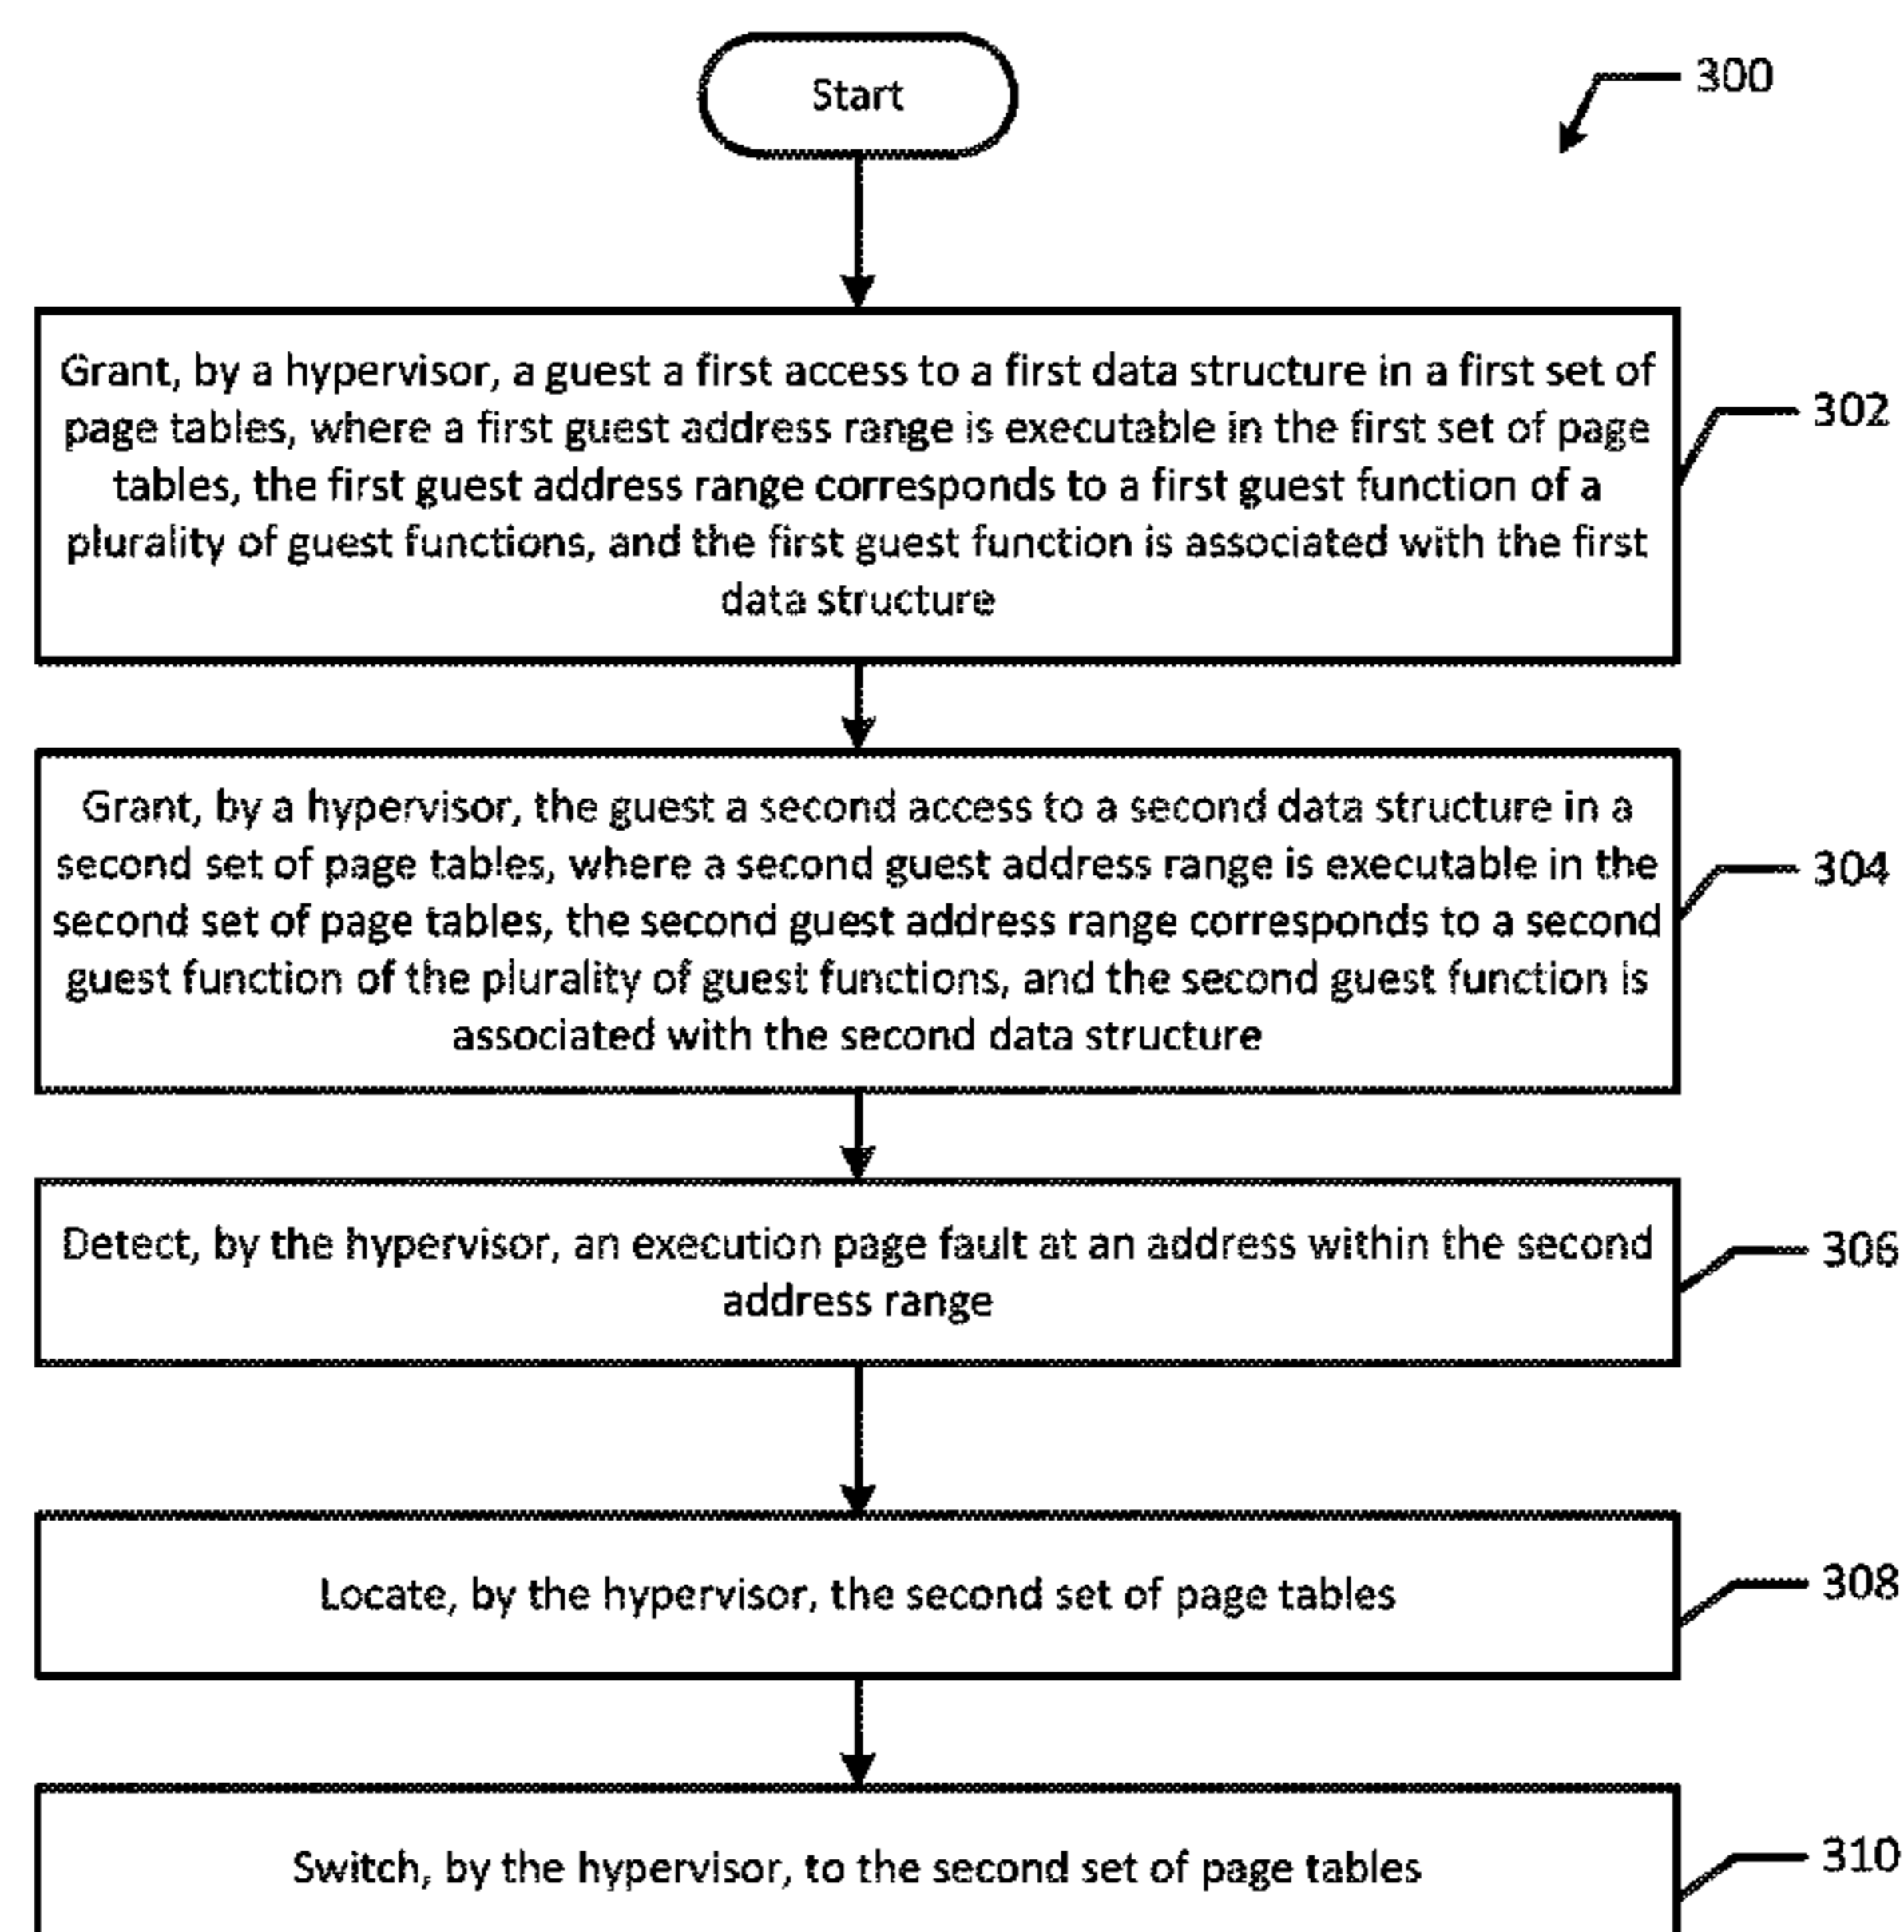 Start
300
Grant, by a hypervisor, a guest a first access to a first data structure in a first set of
page tables, where a first guest address range is executable in the first set of page
tables, the first guest address range corresponds to a first guest function of a
plurality of guest functions, and the first guest function is associated with the first
data structure
302
Grant, by a hypervisor, the guest a second access to a second data structure in a
second set of page tables, where a second guest address range is executable in the
second set of page tables, the second guest address range corresponds to a second
guest function of the plurality of guest functions, and the second guest function is
associated with the second data structure
304
Detect, by the hypervisor, an execution page fault at an address within the second
address range
306
Locate, by the hypervisor, the second set of page tables
308
Switch, by the hypervisor, to the second set of page tables
310